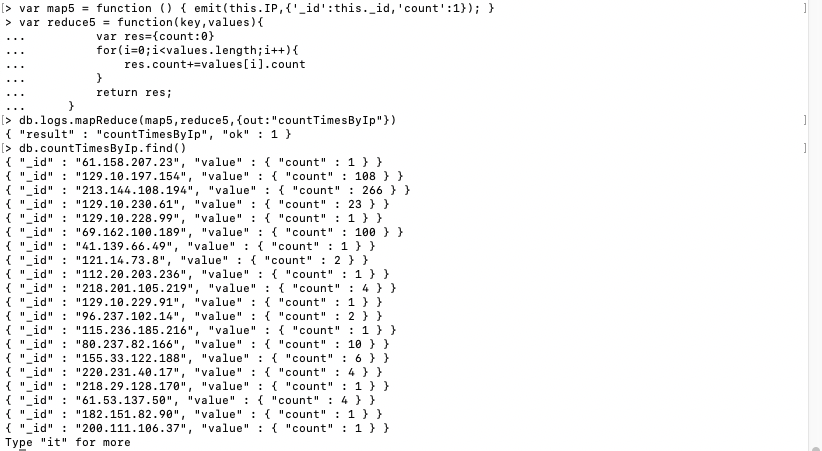 [> var map5 = function () { emit(this.IP,{'_id':this._id,'count':1}); } ]
> var reduce5 = function(key,values){
... var res={count:0}
... for(i=0;i<values.length;i++){
... res.count+=values[i].count
... }
... return res;
... }
[> db.logs.mapReduce(map5,reduce5,{out:"countTimesByIp"}) ]
{ "result" : "countTimesByIp", "ok" : 1 }
[> db.countTimesByIp.find() ]
{ "_id" : "61.158.207.23", "value" : { "count" : 1 } }
{ "_id" : "129.10.197.154", "value" : { "count" : 108 } }
{ "_id" : "213.144.108.194", "value" : { "count" : 266 } }
{ "_id" : "129.10.230.61", "value" : { "count" : 23 } }
{ "_id" : "129.10.228.99", "value" : { "count" : 1 } }
{ "_id" : "69.162.100.189", "value" : { "count" : 100 } }
{ "_id" : "41.139.66.49", "value" : { "count" : 1 } }
{ "_id" : "121.14.73.8", "value" : { "count" : 2 } }
{ "_id" : "112.20.203.236", "value" : { "count" : 1 } }
{ "_id" : "218.201.105.219", "value" : { "count" : 4 } }
{ "_id" : "129.10.229.91", "value" : { "count" : 1 } }
{ "_id" : "96.237.102.14", "value" : { "count" : 2 } }
{ "_id" : "115.236.185.216", "value" : { "count" : 1 } }
{ "_id" : "80.237.82.166", "value" : { "count" : 10 } }
{ "_id" : "155.33.122.188", "value" : { "count" : 6 } }
{ "_id" : "220.231.40.17", "value" : { "count" : 4 } }
{ "_id" : "218.29.128.170", "value" : { "count" : 1 } }
{ "_id" : "61.53.137.50", "value" : { "count" : 4 } }
{ "_id" : "182.151.82.90", "value" : { "count" : 1 } }
{ "_id" : "200.111.106.37", "value" : { "count" : 1 } }
Type "it" for more